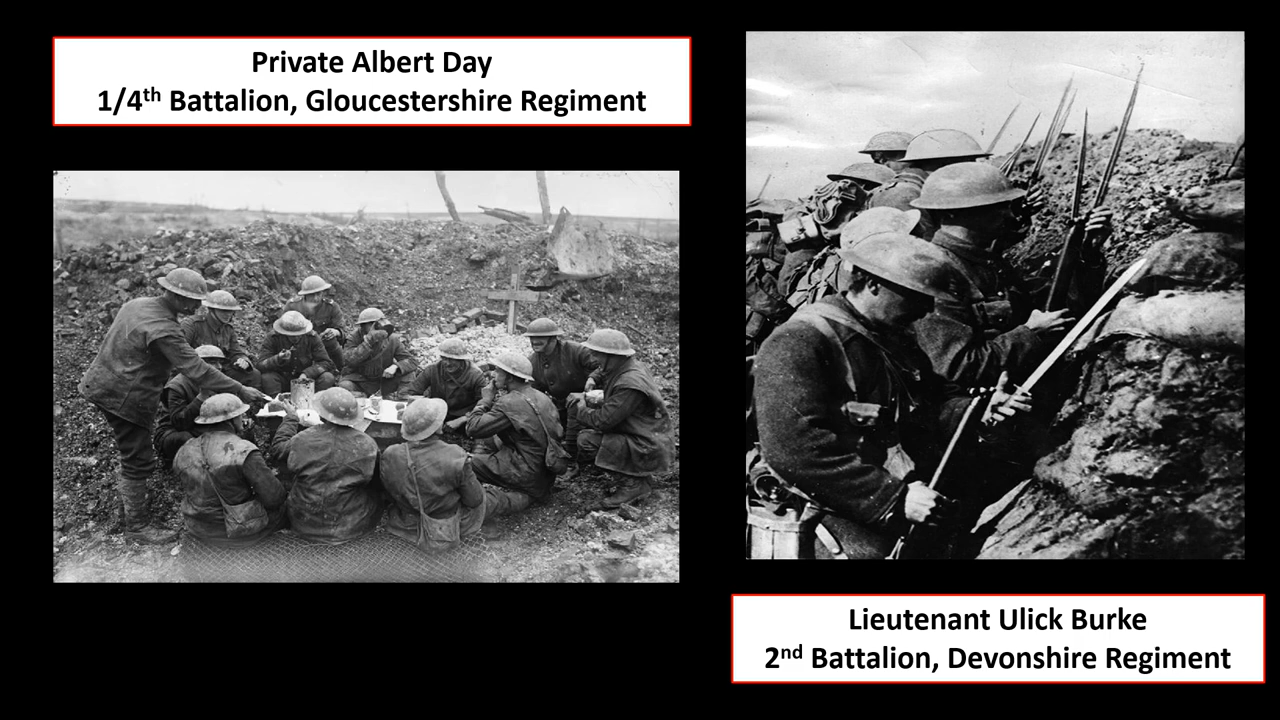 Private Albert Day
1/4th Battalion, Gloucestershire Regiment
Lieutenant Ulick Burke
2nd Battalion, Devonshire Regiment